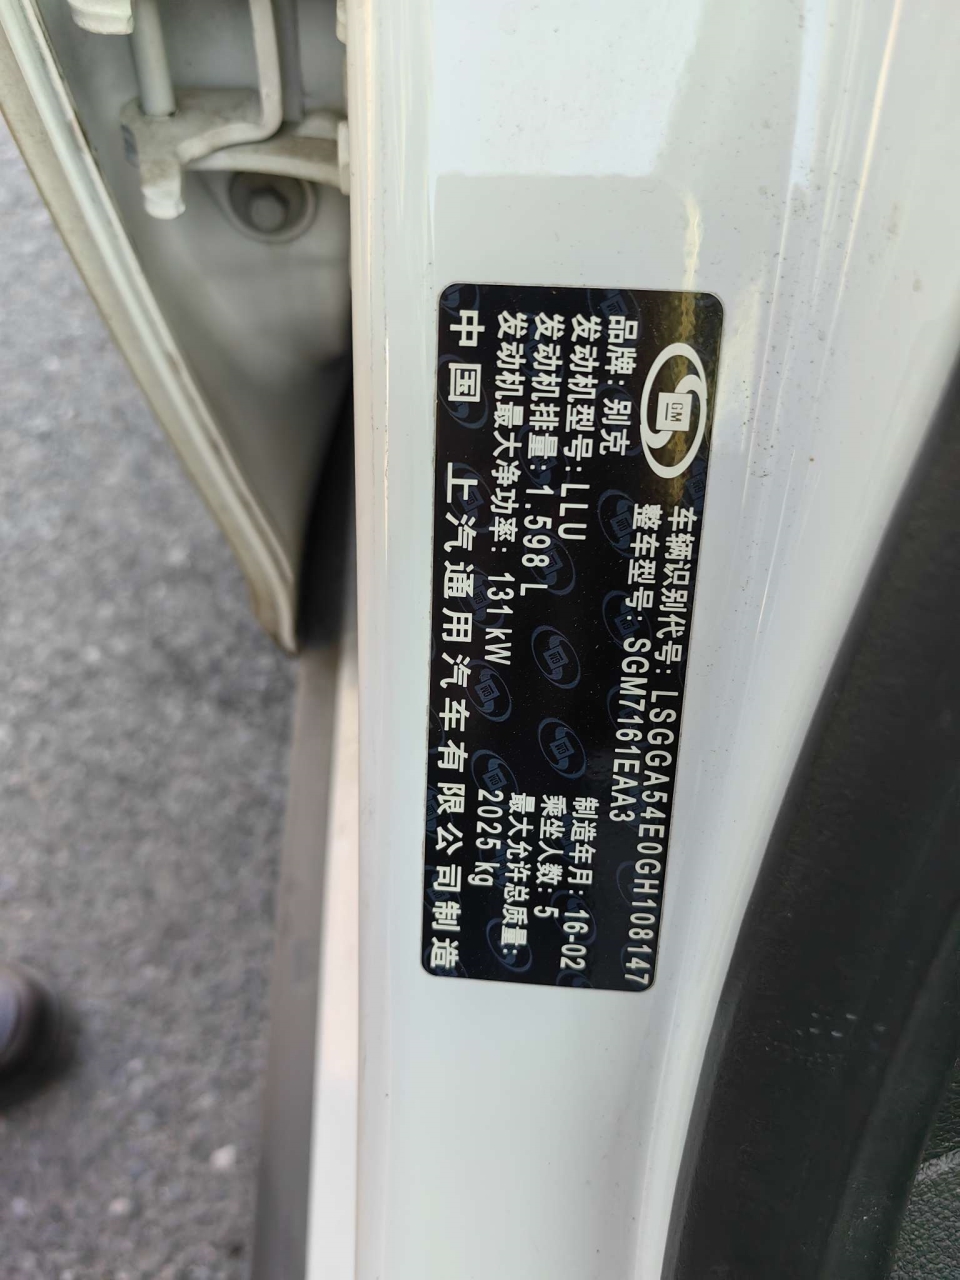 GM
车辆识别代号: LSGGA54E0GH108147
整车型号: SGM7161EAA3
品牌: 别克
发动机型号: LLU
制造年月: 16-02
发动机排量: 1.598 L
乘坐人数: 5
发动机最大净功率: 131 kW
最大允许总质量:
2025 kg
中国 上汽通用汽车有限公司制造